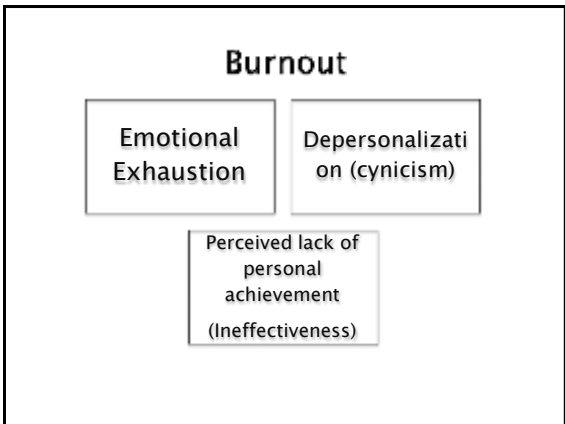 Burnout
Emotional
Exhaustion
Depersonalizati
on (cynicism)
Perceived lack of
personal
achievement
(Ineffectiveness)